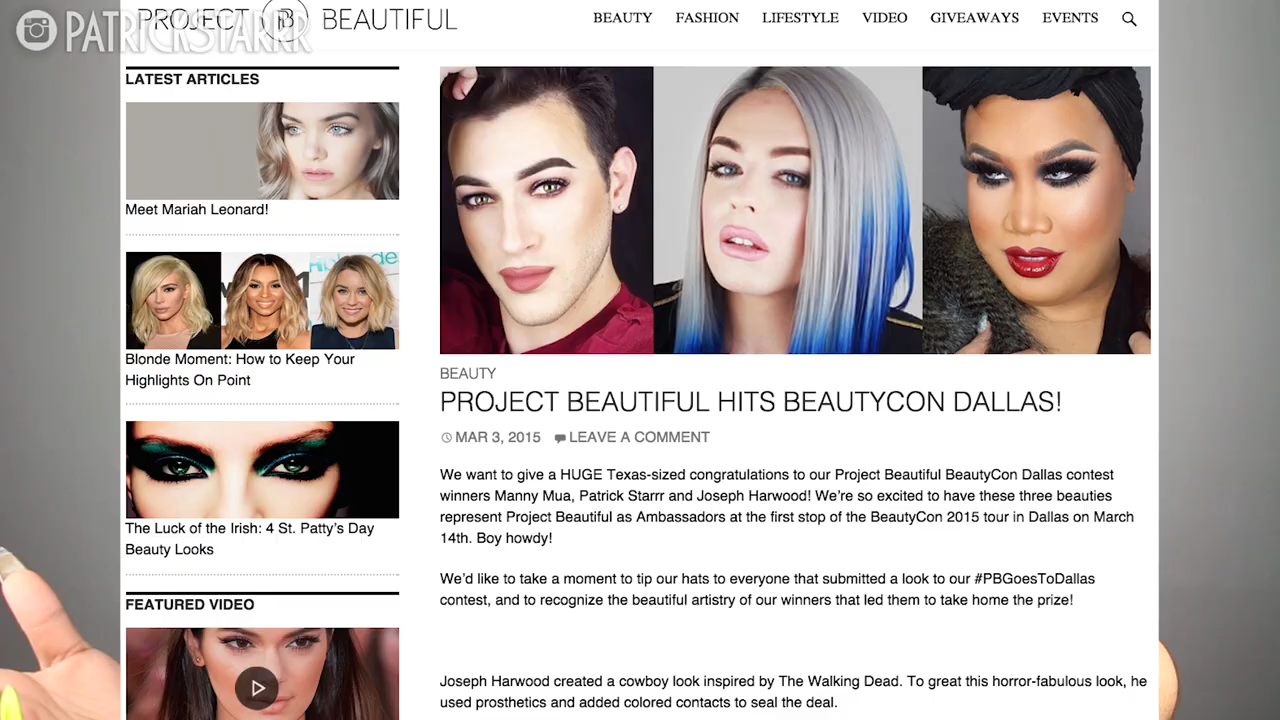 PATRICKSTARRR
PROJECT B BEAUTIFUL
BEAUTY FASHION LIFESTYLE VIDEO GIVEAWAYS EVENTS
LATEST ARTICLES
Meet Mariah Leonard!
Blonde Moment: How to Keep Your
Highlights On Point
The Luck of the Irish: 4 St. Patty's Day
Beauty Looks
FEATURED VIDEO
BEAUTY
PROJECT BEAUTIFUL HITS BEAUTYCON DALLAS!
MAR 3, 2015 LEAVE A COMMENT
We want to give a HUGE Texas-sized congratulations to our Project Beautiful BeautyCon Dallas contest
winners Manny Mua, Patrick Starrr and Joseph Harwood! We're so excited to have these three beauties
represent Project Beautiful as Ambassadors at the first stop of the BeautyCon 2015 tour in Dallas on March
14th. Boy howdy!
We'd like to take a moment to tip our hats to everyone that submitted a look to our #PBGoesToDallas
contest, and to recognize the beautiful artistry of our winners that led them to take home the prize!
Joseph Harwood created a cowboy look inspired by The Walking Dead. To great this horror-fabulous look, he
used prosthetics and added colored contacts to seal the deal.